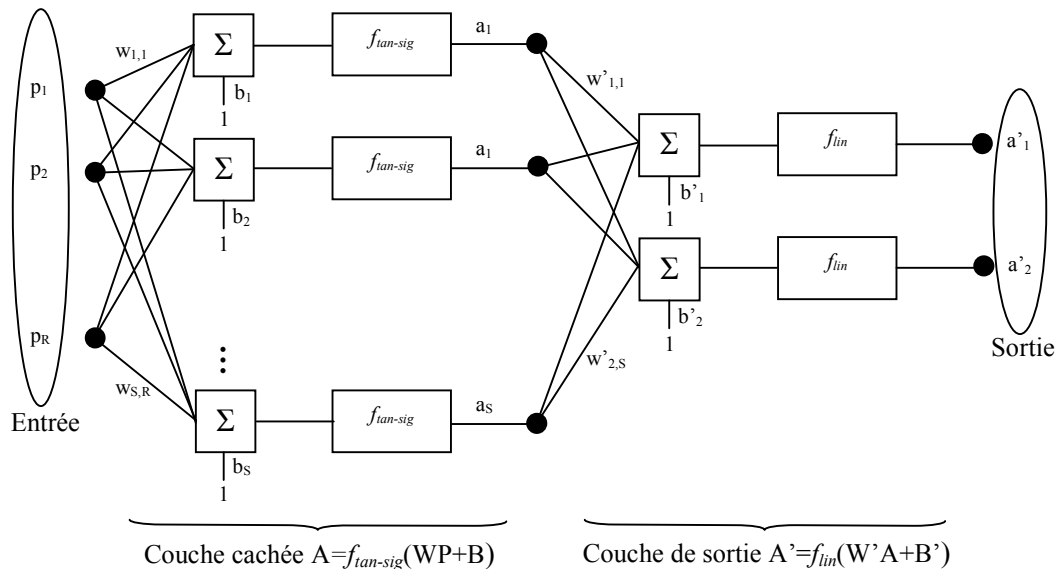 p1
p2
pR
Entrée
w1,1
wS,R
Σ
b1
1
Σ
b2
1
⋮
Σ
bS
1
ftan-sig
ftan-sig
ftan-sig
a1
a1
aS
w'1,1
w'2,S
Σ
b'1
1
Σ
b'2
1
flin
flin
a'1
a'2
Sortie
Couche cachée A=ftan-sig(WP+B)
Couche de sortie A'=flin(W'A+B')